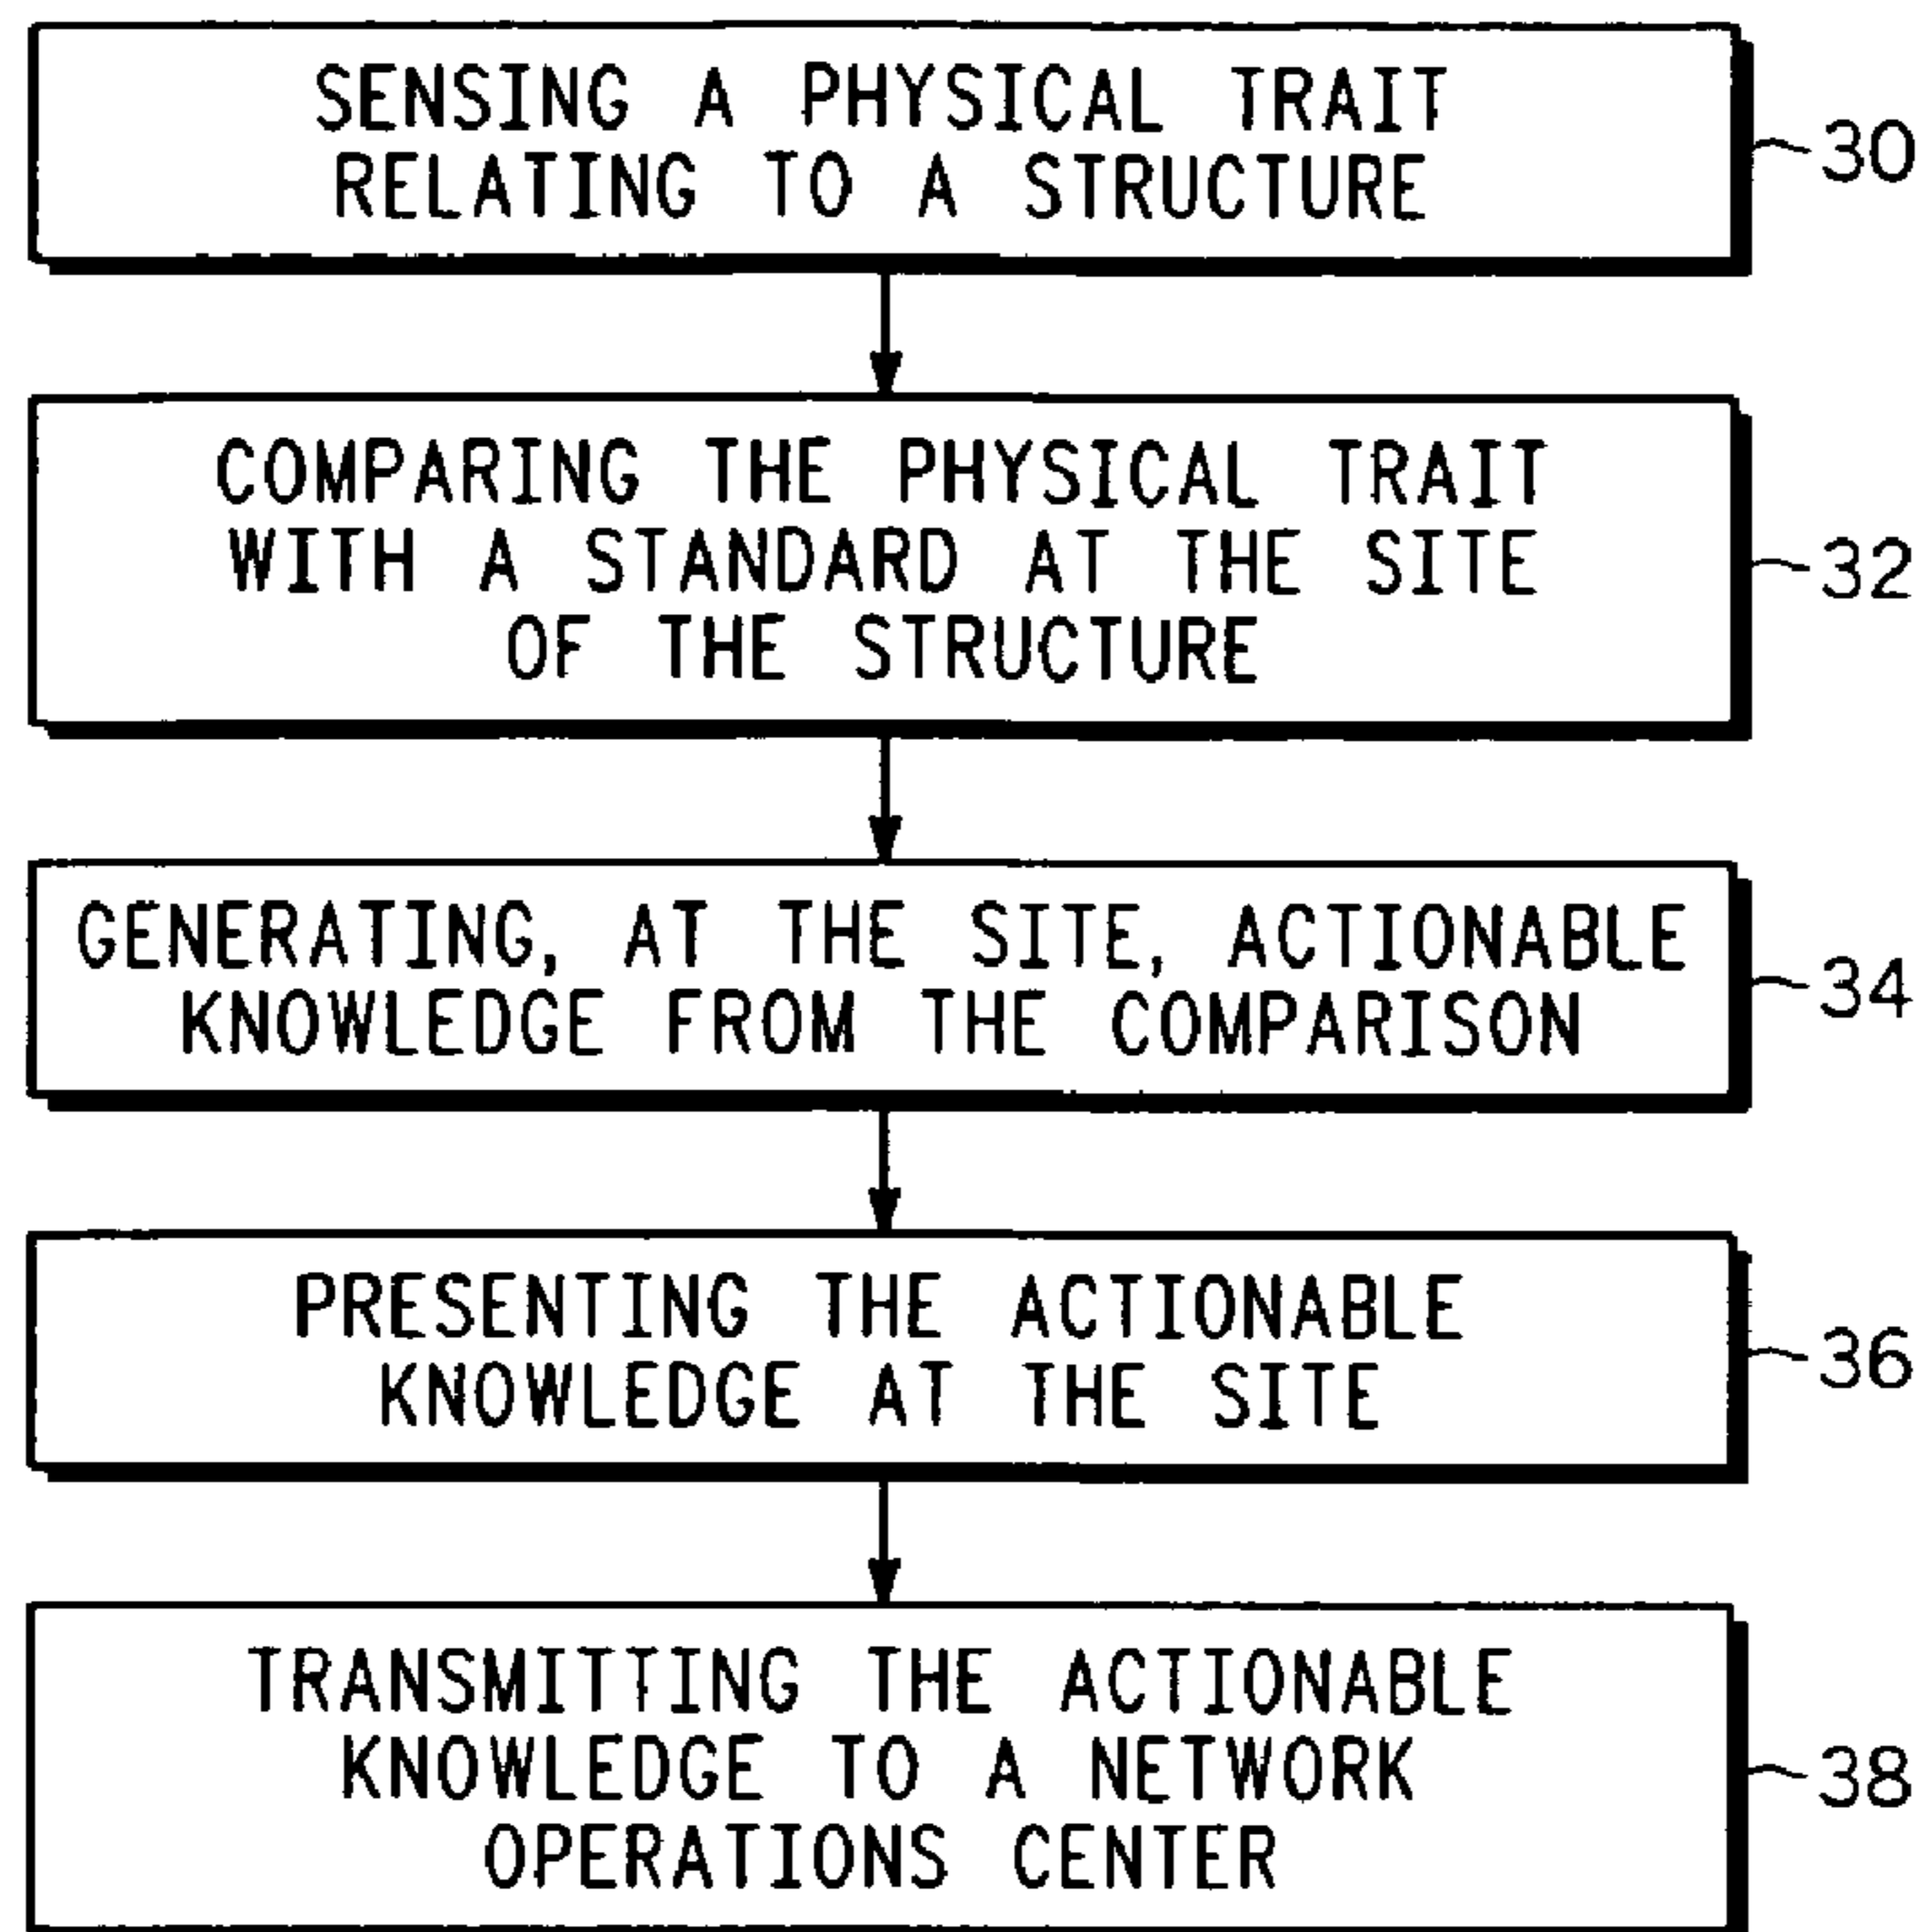 SENSING A PHYSICAL TRAIT
RELATING TO A STRUCTURE
30
COMPARING THE PHYSICAL TRAIT
WITH A STANDARD AT THE SITE
OF THE STRUCTURE
32
GENERATING, AT THE SITE, ACTIONABLE
KNOWLEDGE FROM THE COMPARISON
34
PRESENTING THE ACTIONABLE
KNOWLEDGE AT THE SITE
36
TRANSMITTING THE ACTIONABLE
KNOWLEDGE TO A NETWORK
OPERATIONS CENTER
38